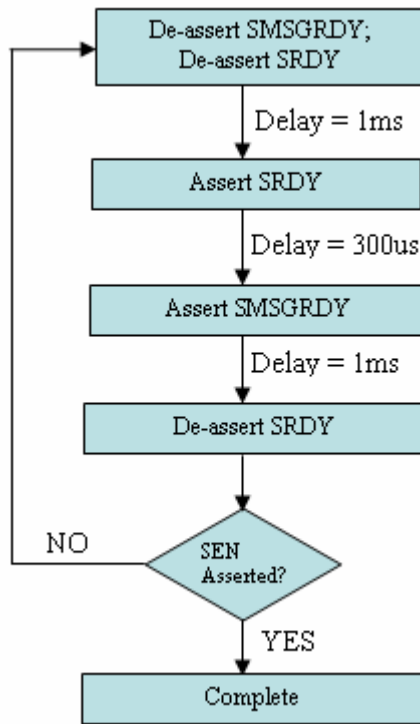 De-assert SMSGRDY;
De-assert SRDY
Delay = 1ms
Assert SRDY
Delay = 300us
Assert SMSGRDY
Delay = 1ms
De-assert SRDY
SEN
Asserted?
NO
YES
Complete